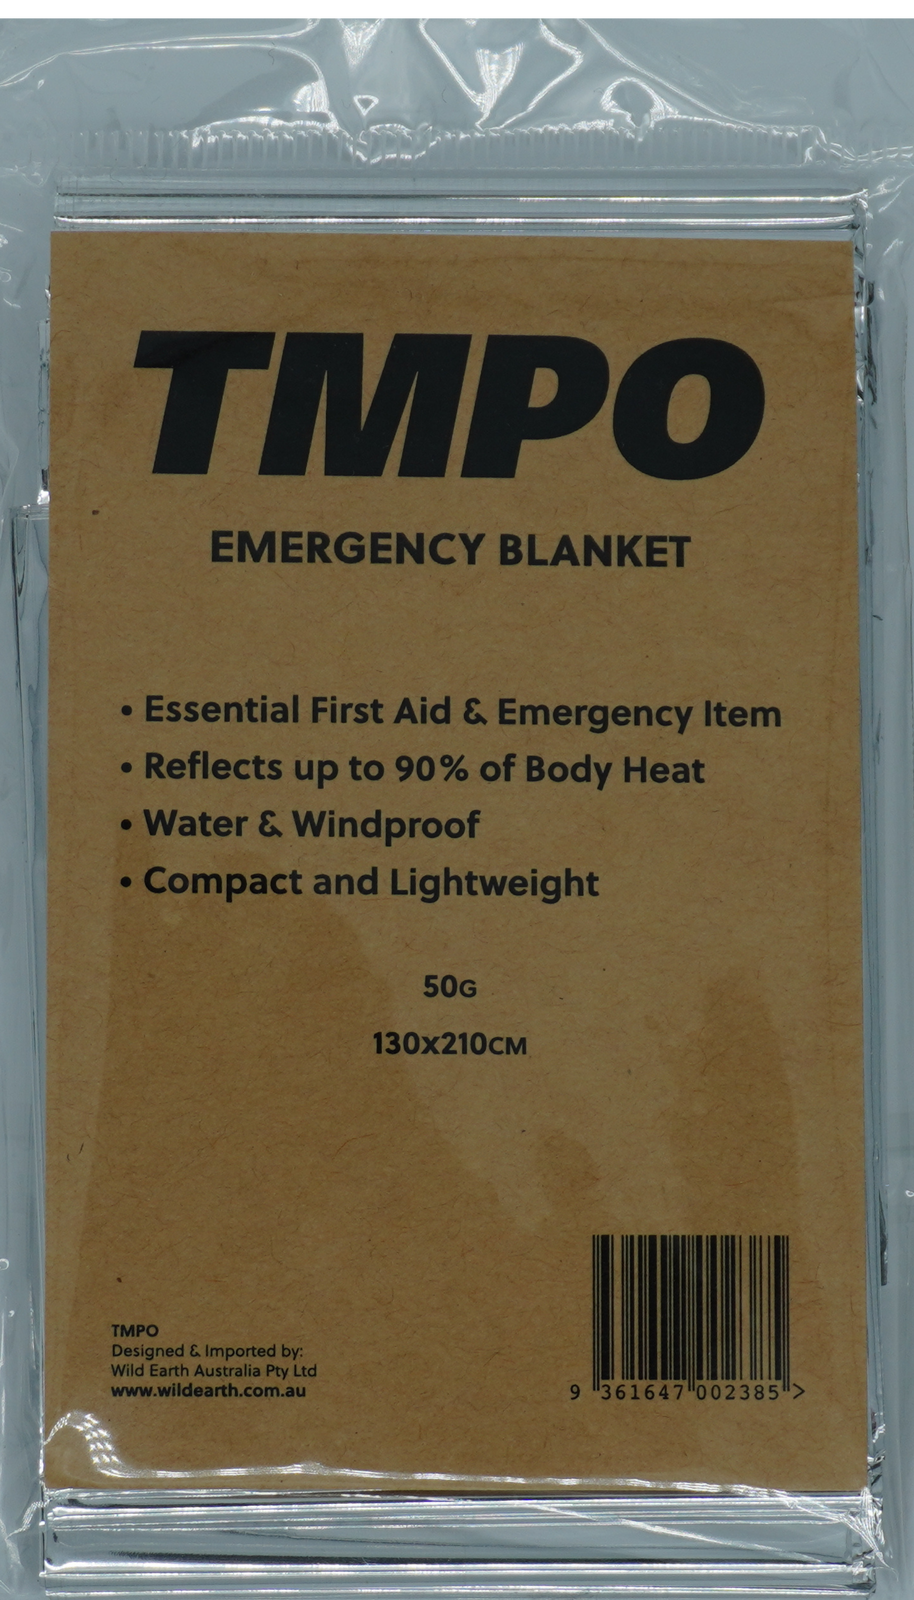 TMPO
EMERGENCY BLANKET
• Essential First Aid & Emergency Item
• Reflects up to 90% of Body Heat
• Water & Windproof
• Compact and Lightweight
50G
130x210CM
TMPO
Designed & Imported by:
Wild Earth Australia Pty Ltd
www.wildearth.com.au
9 361647 002385 >